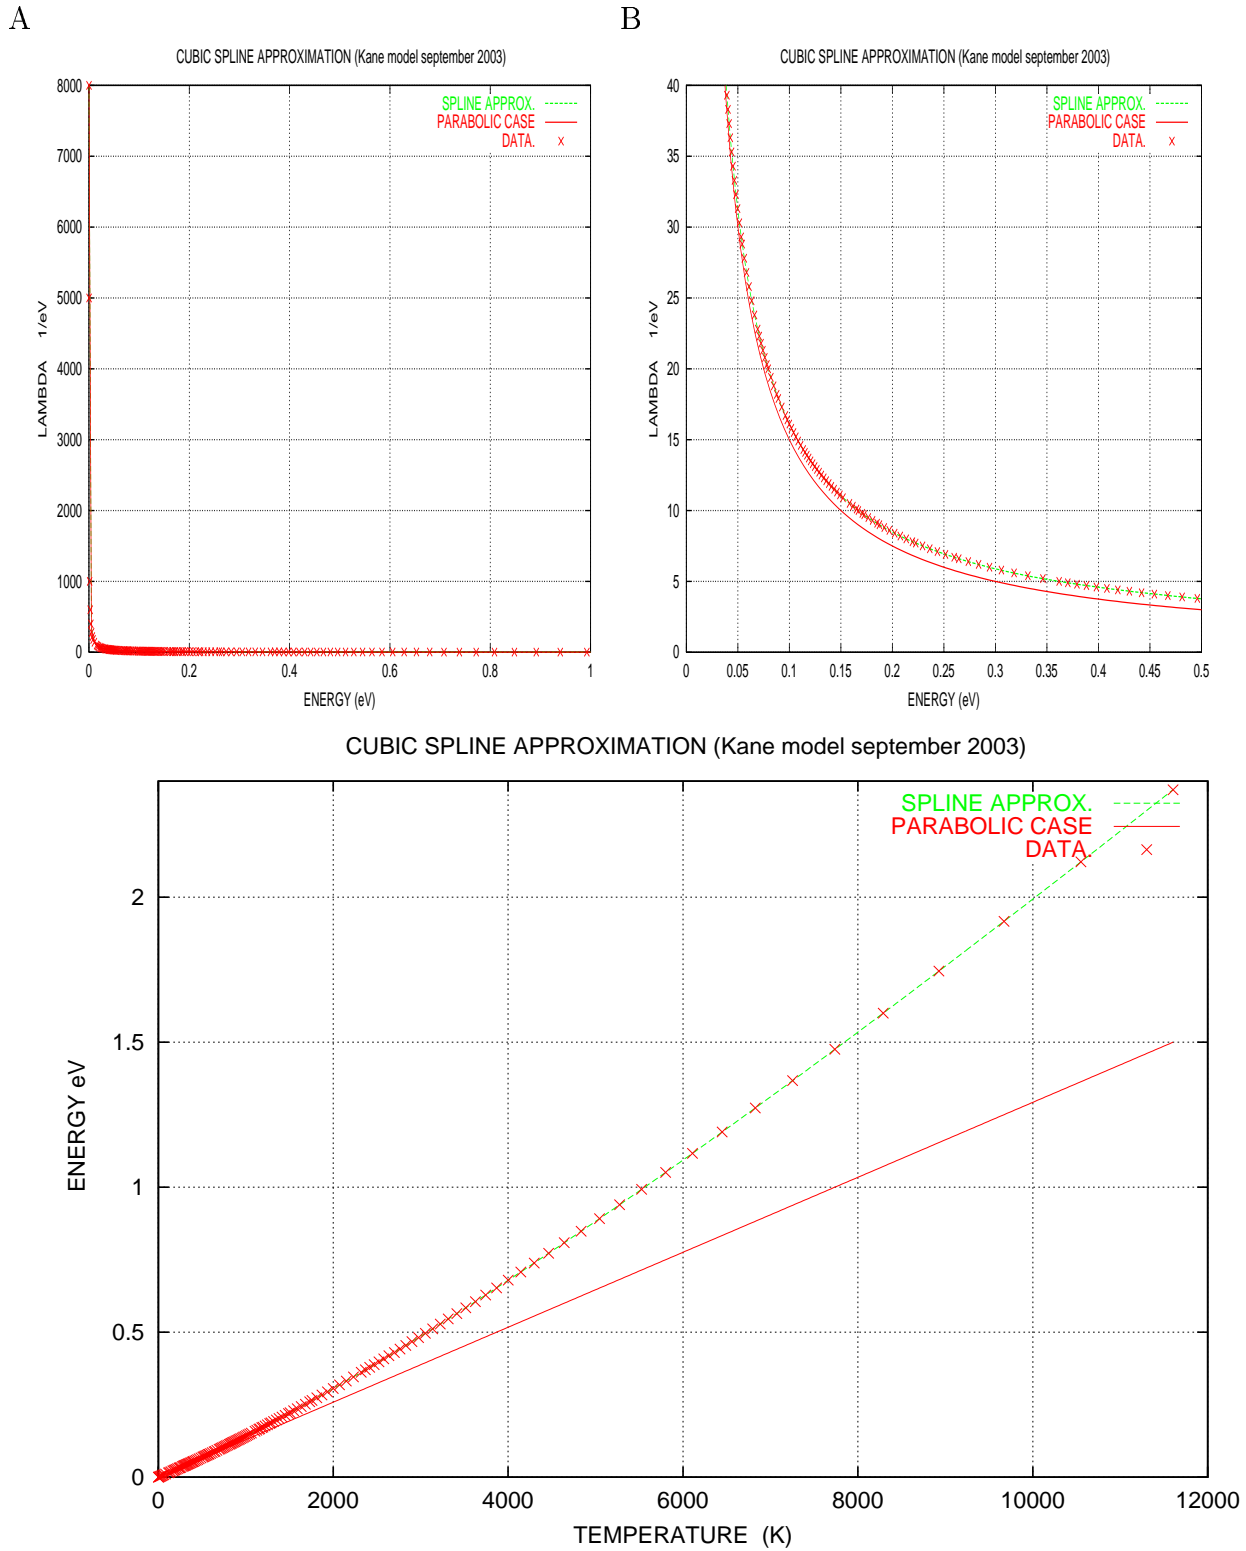 A
CUBIC SPLINE APPROXIMATION (Kane model september 2003)
SPLINE APPROX.
PARABOLIC CASE
DATA.
8000
7000
6000
5000
4000
3000
2000
1000
0
LAMBDA 1/eV
0 0.2 0.4 0.6 0.8 1
ENERGY (eV)
B
CUBIC SPLINE APPROXIMATION (Kane model september 2003)
SPLINE APPROX.
PARABOLIC CASE
DATA.
40
35
30
25
20
15
10
5
0
LAMBDA 1/eV
0 0.05 0.1 0.15 0.2 0.25 0.3 0.35 0.4 0.45 0.5
ENERGY (eV)
CUBIC SPLINE APPROXIMATION (Kane model september 2003)
SPLINE APPROX.
PARABOLIC CASE
DATA.
2
1.5
1
0.5
0
ENERGY eV
0 2000 4000 6000 8000 10000 12000
TEMPERATURE (K)